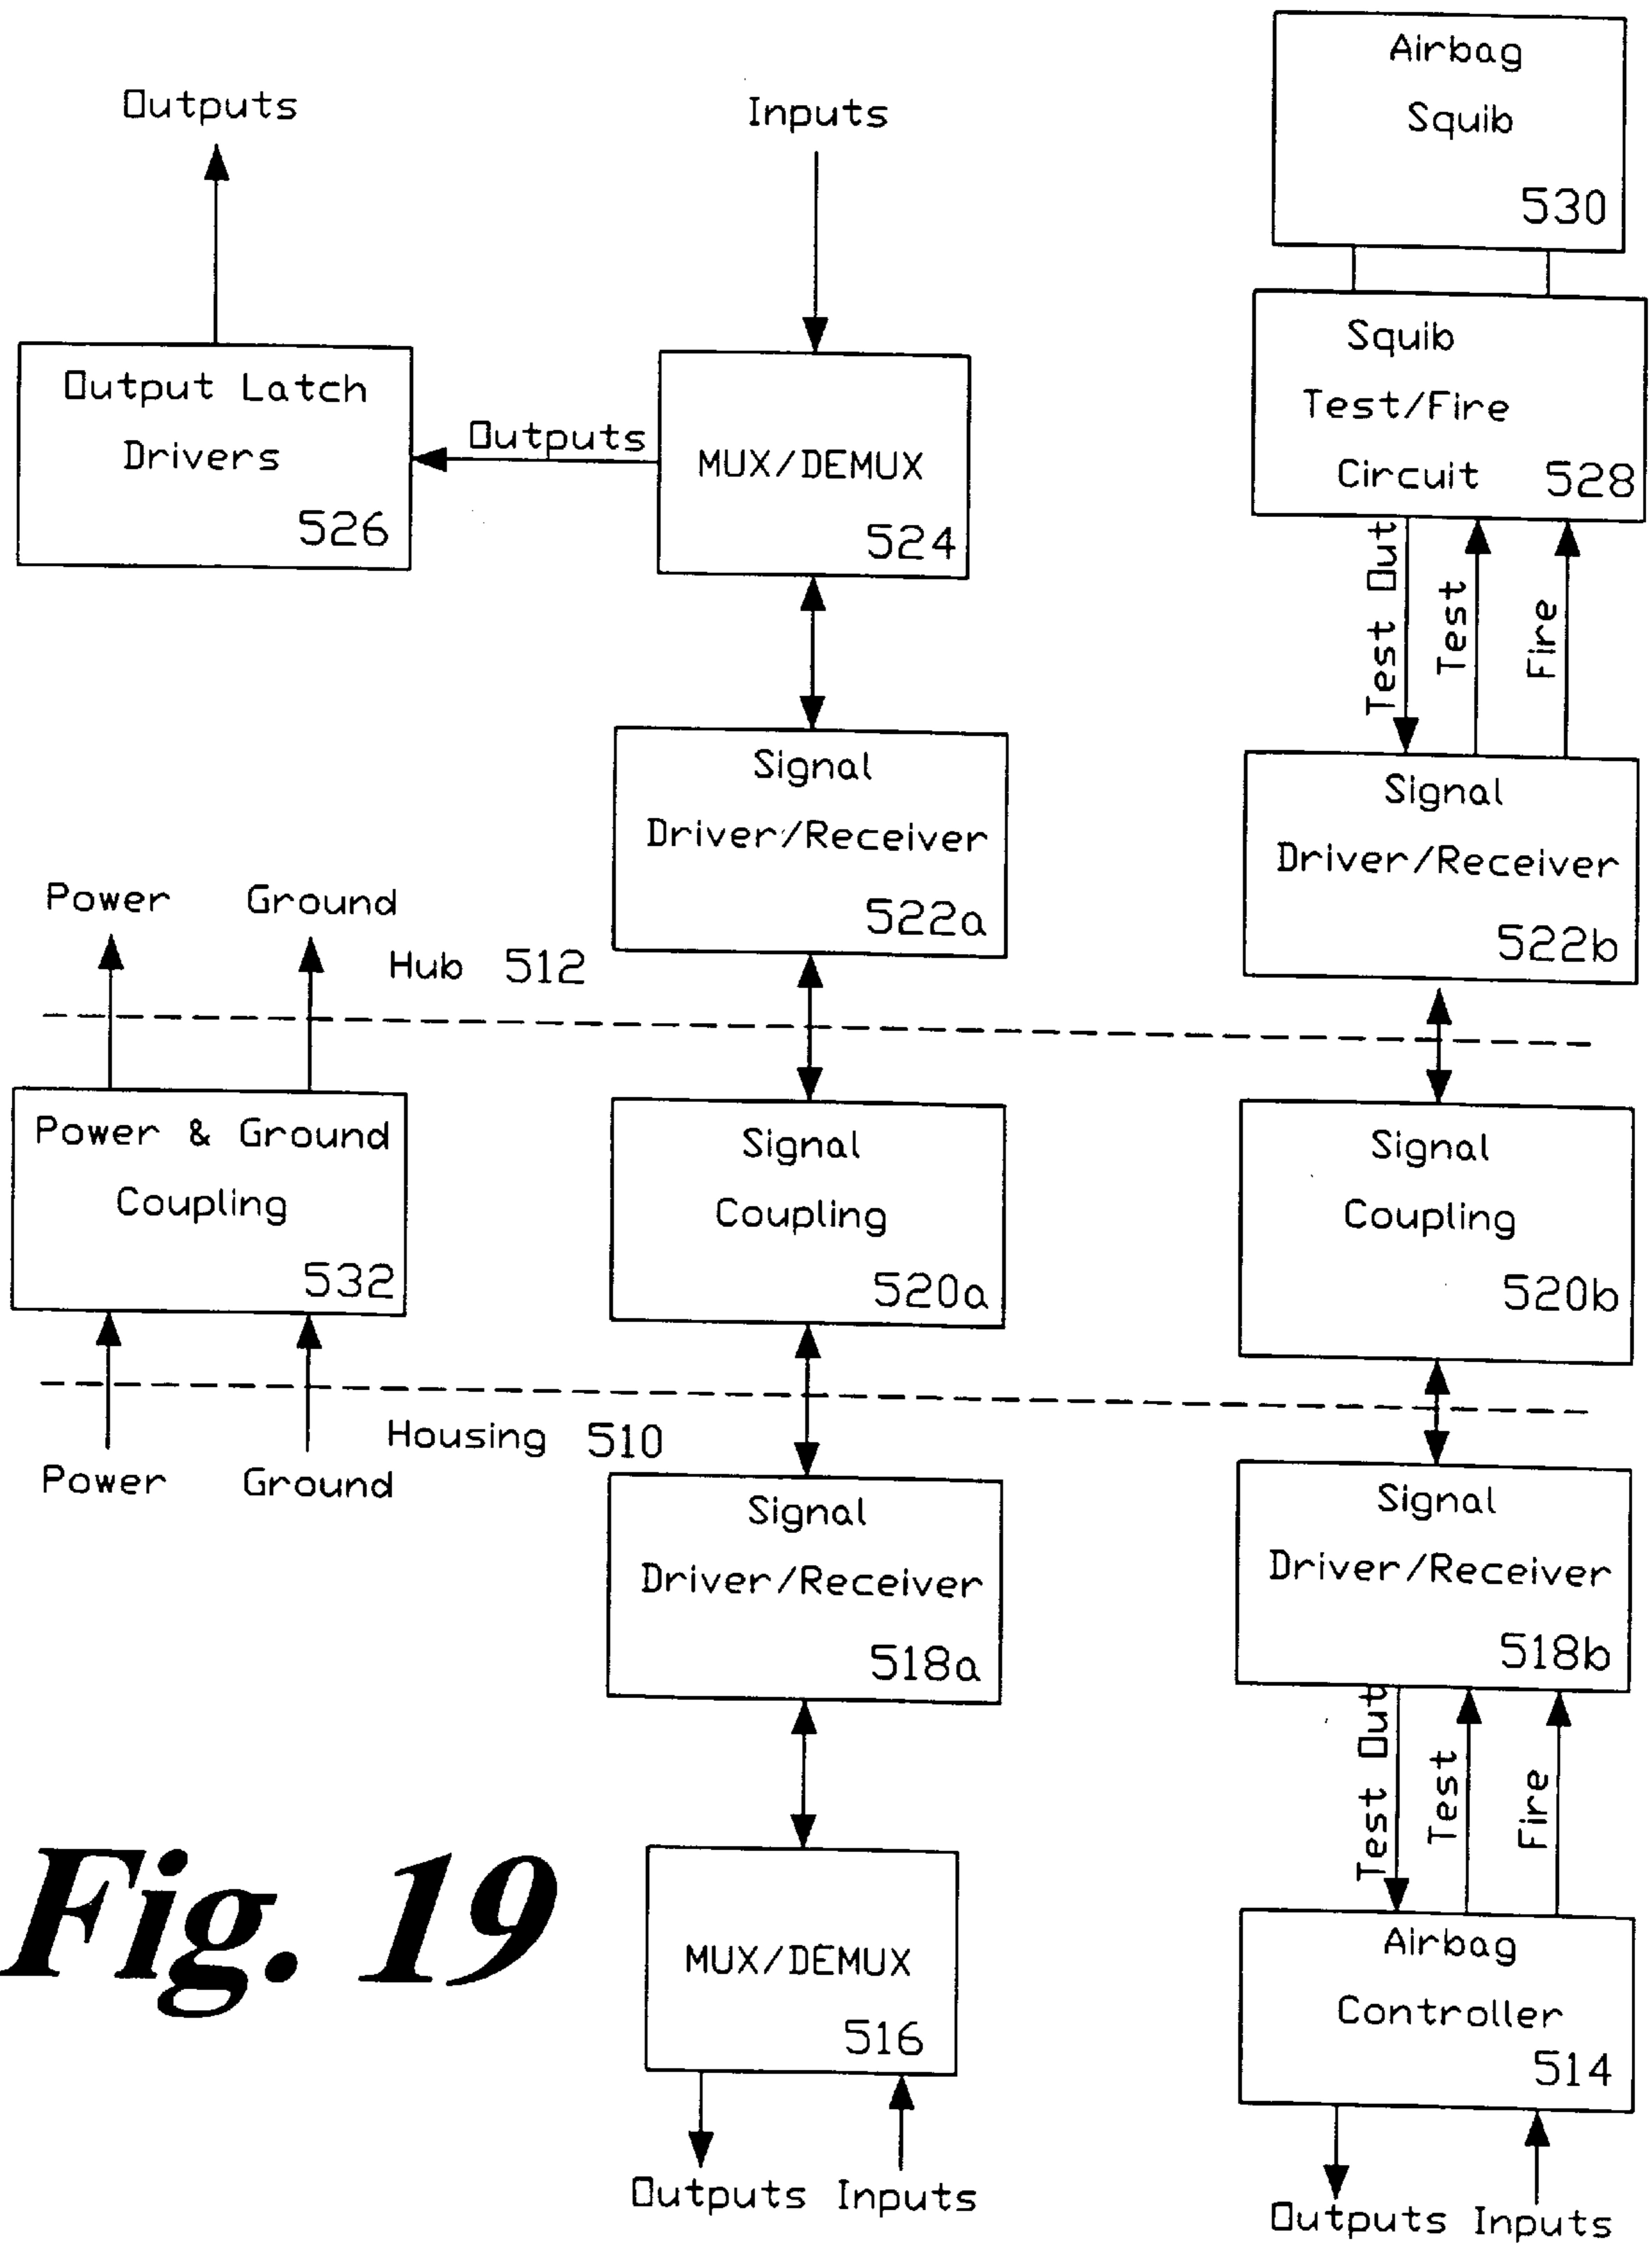 Outputs
Inputs
Airbag
Squib
530
Output Latch
Drivers
526
Outputs
MUX/DEMUX
524
Squib
Test/Fire
Circuit 528
Test Out
Test
Fire
Signal
Driver/Receiver
522a
Signal
Driver/Receiver
522b
Power
Ground
Hub 512
Power & Ground
Coupling
532
Signal
Coupling
520a
Signal
Coupling
520b
Housing 510
Power
Ground
Signal
Driver/Receiver
518a
Signal
Driver/Receiver
518b
Test Out
Test
Fire
Fig. 19
MUX/DEMUX
516
Airbag
Controller
514
Outputs Inputs
Outputs Inputs